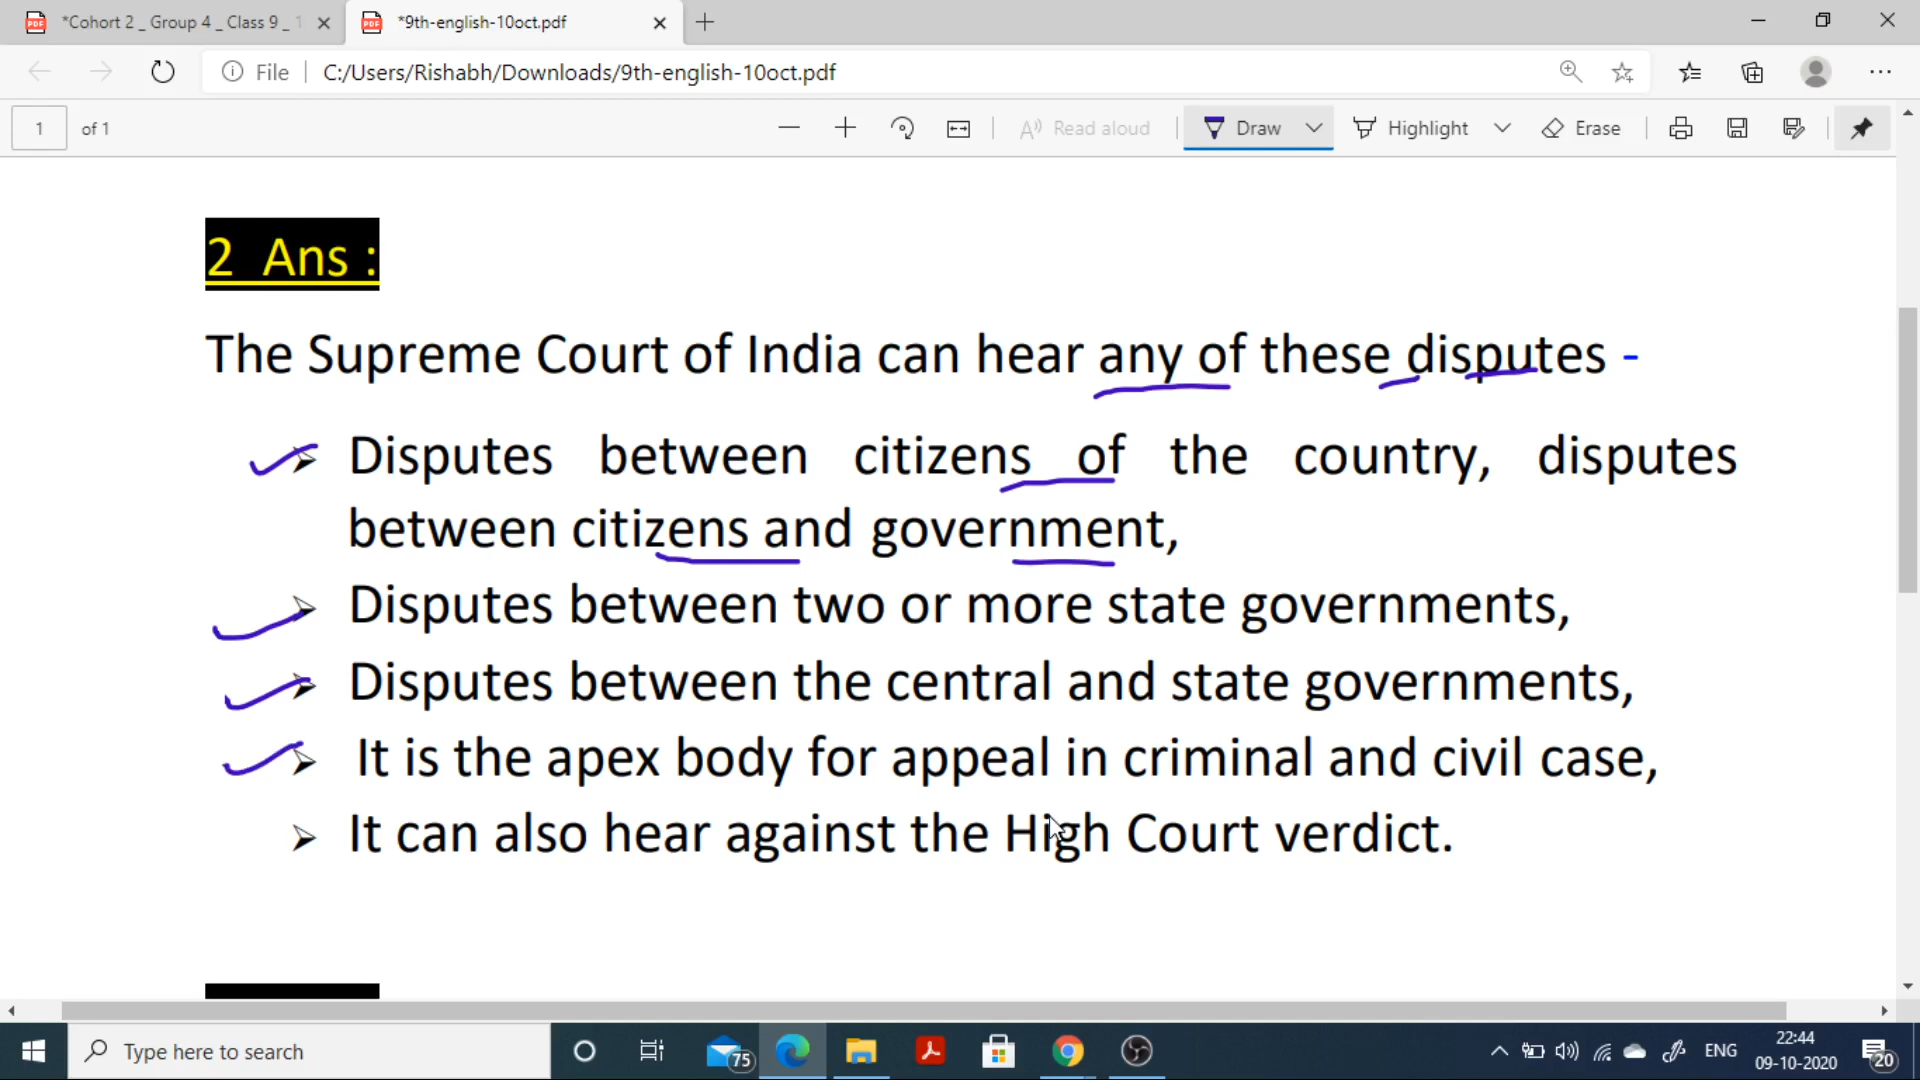 *Cohort 2 _ Group 4 _ Class 9 _ 1
*9th-english-10oct.pdf
File
C:/Users/Rishabh/Downloads/9th-english-10oct.pdf
1 of 1
Read aloud
Draw
Highlight
Erase
2 Ans :
The Supreme Court of India can hear any of these disputes -
➢ Disputes between citizens of the country, disputes
between citizens and government,
➢ Disputes between two or more state governments,
➢ Disputes between the central and state governments,
➢ It is the apex body for appeal in criminal and civil case,
➢ It can also hear against the High Court verdict.
Type here to search
75
ENG
22:44
09-10-2020
20